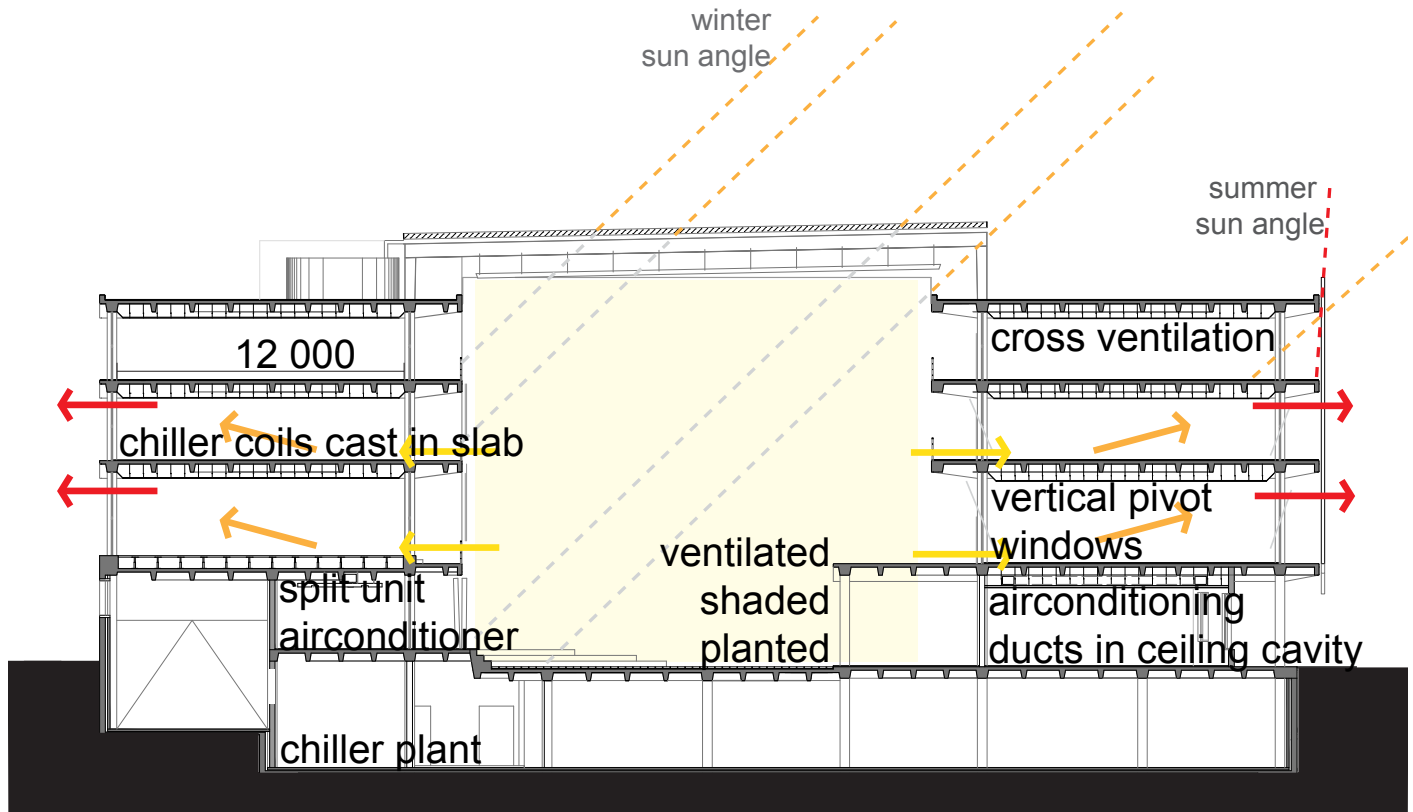 winter
sun angle
summer
sun angle
12 000
cross ventilation
chiller coils cast in slab
vertical pivot
windows
ventilated
shaded
planted
split unit
airconditioner
airconditioning
ducts in ceiling cavity
chiller plant